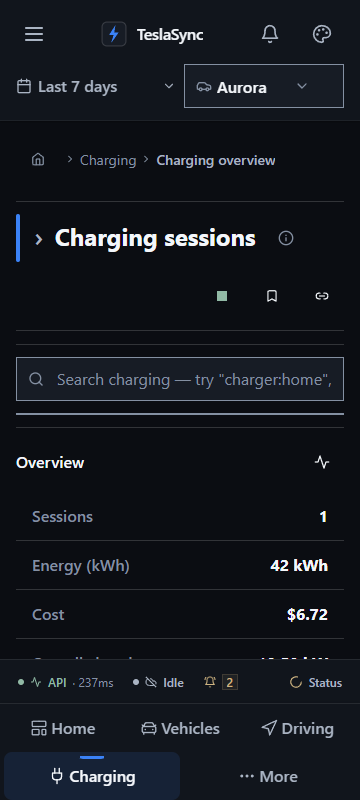 TeslaSync
Last 7 days
Aurora
Charging
Charging overview
Charging sessions
Search charging — try "charger:home",
Overview
Sessions 1
Energy (kWh) 42 kWh
Cost $6.72
API · 237ms Idle 2 Status
Home Vehicles Driving
Charging More